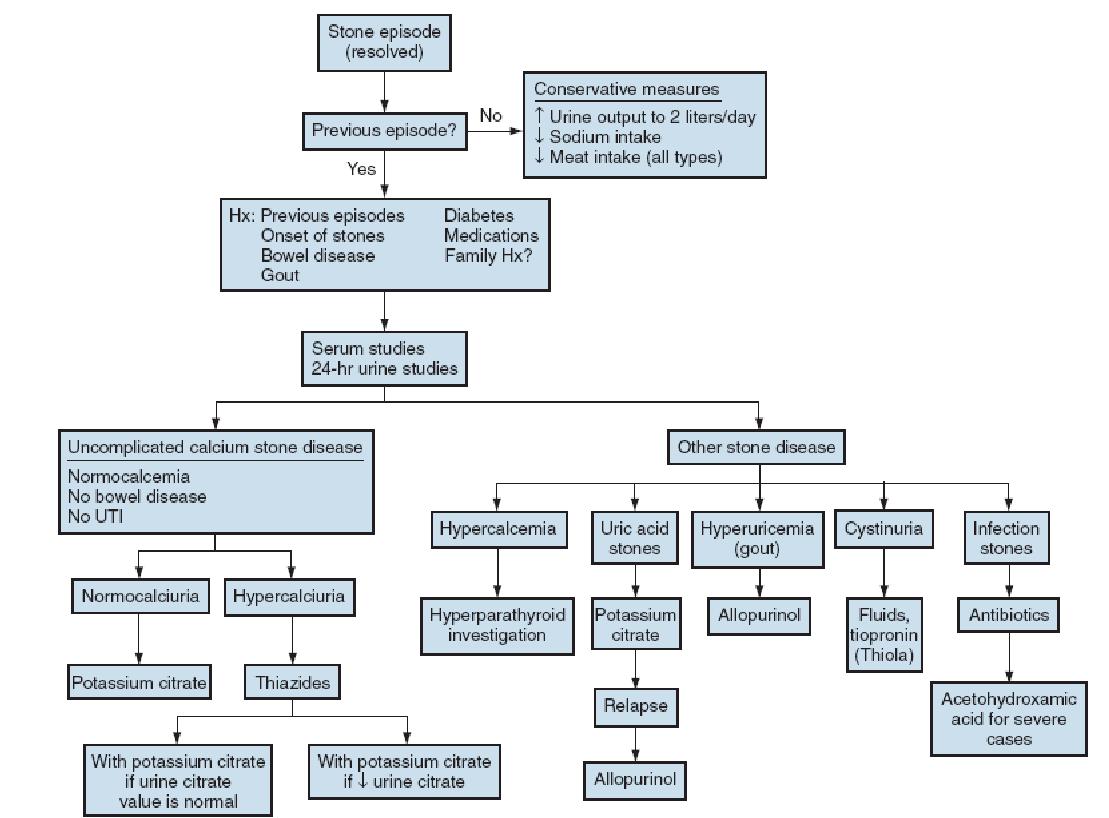 Stone episode
(resolved)
Previous episode?
No
Conservative measures
↑ Urine output to 2 liters/day
↓ Sodium intake
↓ Meat intake (all types)
Yes
Hx: Previous episodes
Onset of stones
Bowel disease
Gout
Diabetes
Medications
Family Hx?
Serum studies
24-hr urine studies
Uncomplicated calcium stone disease
Normocalcemia
No bowel disease
No UTI
Normocalciuria
Hypercalciuria
Potassium citrate
Thiazides
With potassium citrate
if urine citrate
value is normal
With potassium citrate
if ↓ urine citrate
Other stone disease
Hypercalcemia
Hyperparathyroid
investigation
Uric acid
stones
Potassium
citrate
Relapse
Allopurinol
Hyperuricemia
(gout)
Allopurinol
Cystinuria
Fluids,
tiopronin
(Thiola)
Infection
stones
Antibiotics
Acetohydroxamic
acid for severe
cases